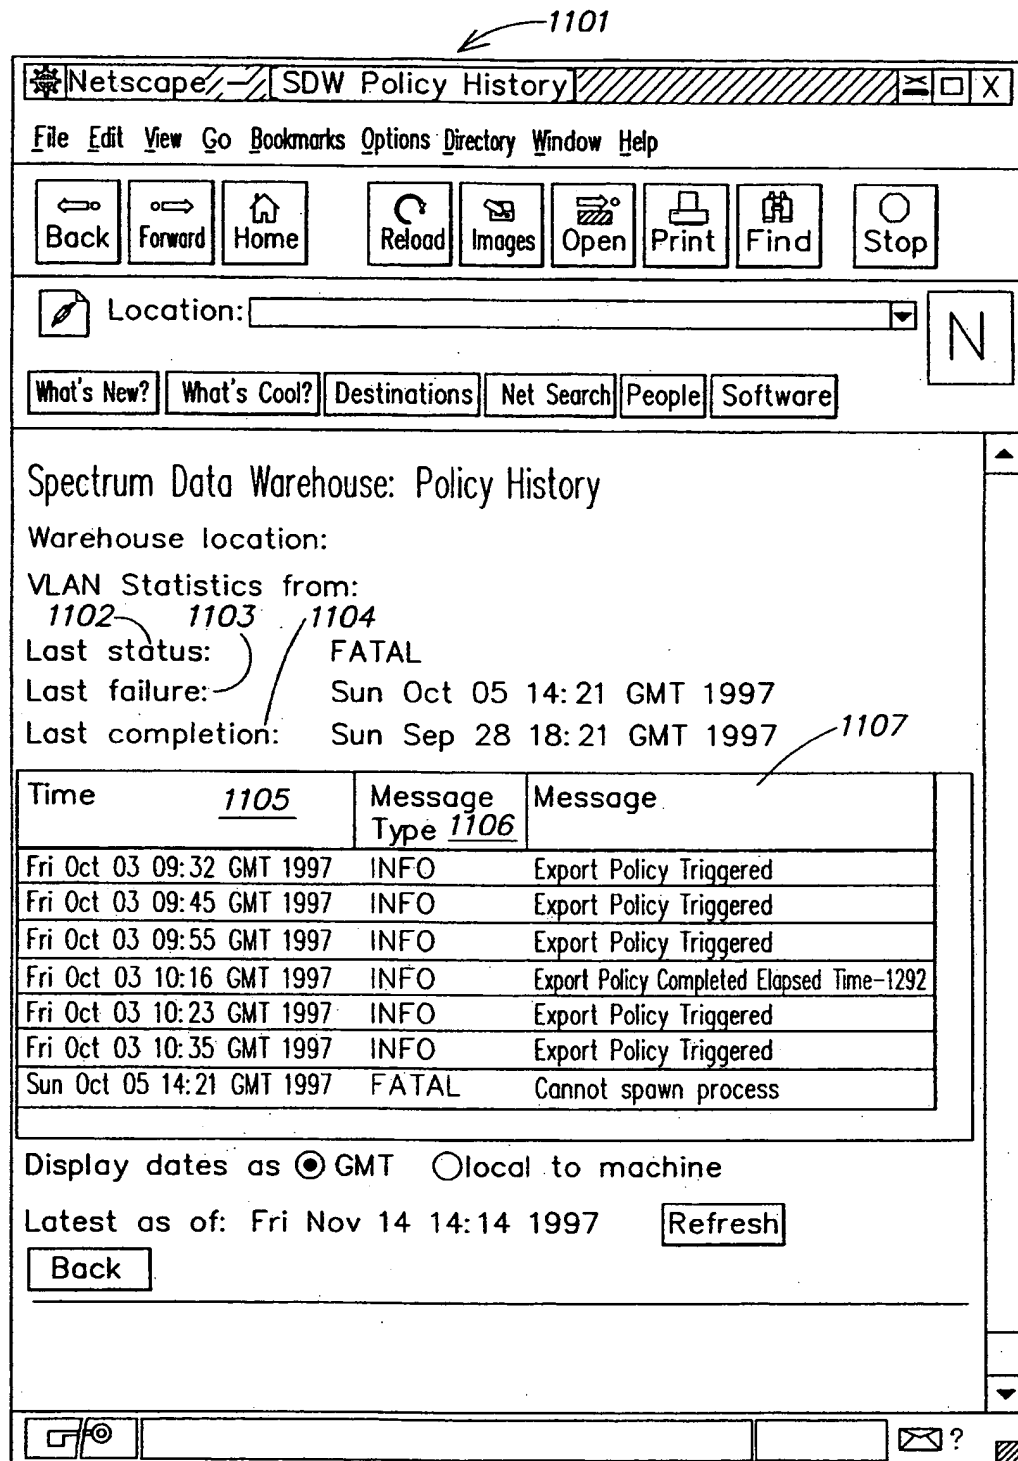 1101
Netscape - SDW Policy History X
File Edit View Go Bookmarks Options Directory Window Help
Back Forward Home Reload Images Open Print Find Stop
Location:
N
What's New? What's Cool? Destinations Net Search People Software
Spectrum Data Warehouse: Policy History
Warehouse location:
VLAN Statistics from:
1102 1103 1104
Last status: FATAL
Last failure: Sun Oct 05 14:21 GMT 1997
Last completion: Sun Sep 28 18:21 GMT 1997
1107
Time 1105 Message Type 1106 Message
Fri Oct 03 09:32 GMT 1997 INFO Export Policy Triggered
Fri Oct 03 09:45 GMT 1997 INFO Export Policy Triggered
Fri Oct 03 09:55 GMT 1997 INFO Export Policy Triggered
Fri Oct 03 10:16 GMT 1997 INFO Export Policy Completed Elapsed Time-1292
Fri Oct 03 10:23 GMT 1997 INFO Export Policy Triggered
Fri Oct 03 10:35 GMT 1997 INFO Export Policy Triggered
Sun Oct 05 14:21 GMT 1997 FATAL Cannot spawn process
Display dates as GMT local to machine
Latest as of: Fri Nov 14 14:14 1997 Refresh
Back
?